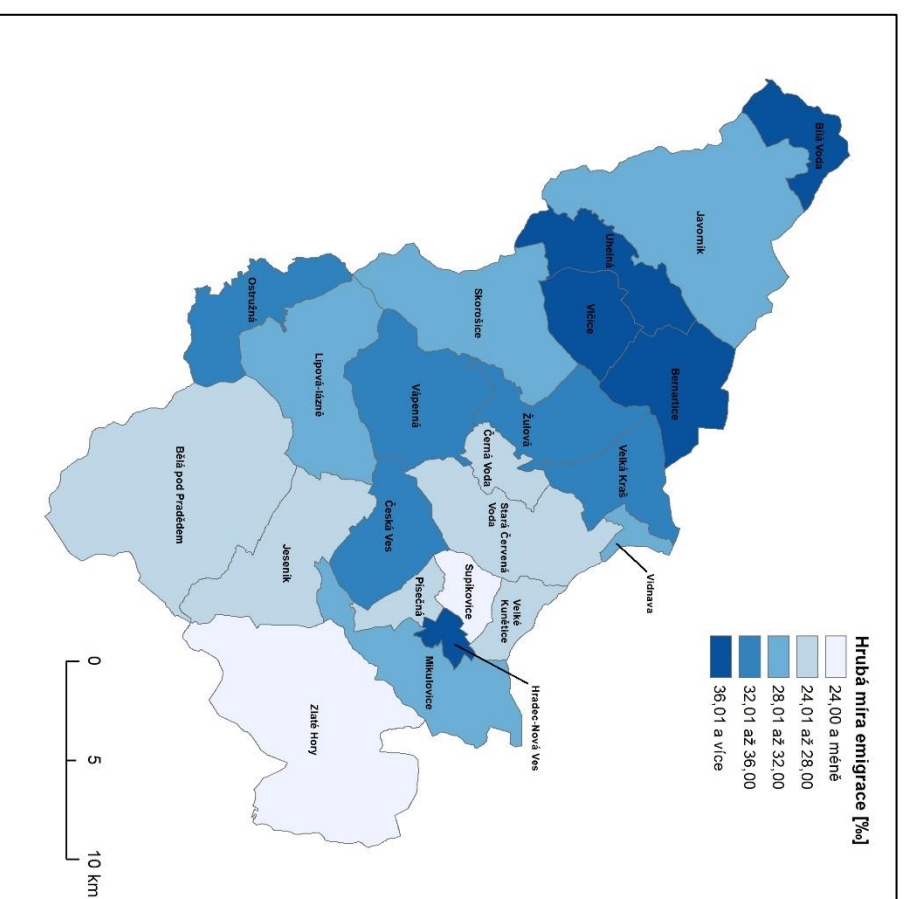 Hrubá míra emigrace [‰]
24,00 a méně
24,01 až 28,00
28,01 až 32,00
32,01 až 36,00
36,01 a více
Bílá Voda
Javorník
Uhelná
Vlčice
Bernartice
Skorošice
Ostružná
Lipová-lázně
Vápenná
Žulová
Velká Kraš
Vidnava
Černá Voda
Stará Červená
Voda
Velké
Kunětice
Supíkovice
Písečná
Česká Ves
Hradec-Nová Ves
Mikulovice
Jeseník
Bělá pod Pradědem
Zlaté Hory
0
5
10 km